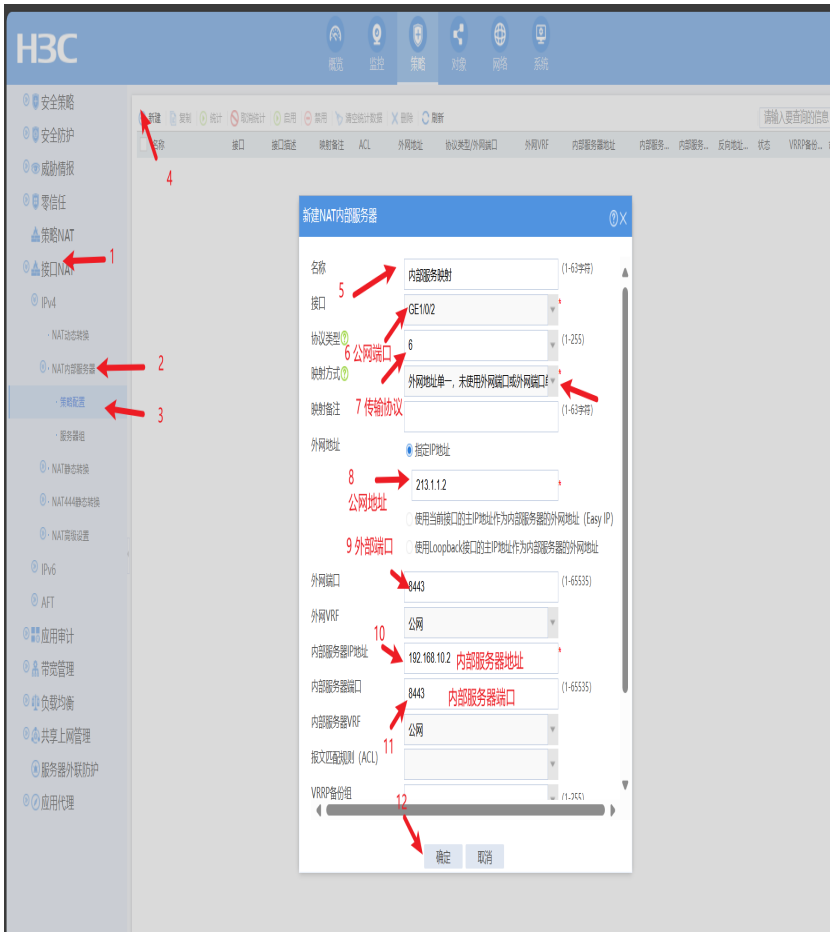 H3C
概览 监控 策略 对象 网络 系统
安全策略
安全防护
威胁情报
零信任
策略NAT
接口NAT
1
IPv4
NAT动态转换
NAT内部服务器
2
策略配置
3
服务器组
NAT静态转换
NAT444静态转换
NAT高级设置
IPv6
AFT
应用审计
带宽管理
负载均衡
共享上网管理
服务器外联防护
应用代理
新建 复制 统计 取消统计 启用 禁用 清空统计数据 删除 刷新 请输入要查询的信息
名称 接口 接口描述 映射备注 ACL 外网地址 协议类型/外网端口 外网VRF 内部服务器地址 内部服务... 内部服务... 反向地址... 状态 VRRP备份...
4
新建NAT内部服务器
名称 内部服务映射 (1-63字符)
5
接口 GE1/0/2 *
6 公网端口
协议类型 6 (1-255)
映射方式 外网地址单一，未使用外网端口或外网端口 *
7 传输协议
映射备注 (1-63字符)
外网地址 指定IP地址
8
公网地址
213.1.1.2 *
使用当前接口的主IP地址作为内部服务器的外网地址（Easy IP）
9 外部端口
使用Loopback接口的主IP地址作为内部服务器的外网地址
外网端口 8443 (1-65535)
外网VRF 公网
10
内部服务器IP地址 192.168.10.2 内部服务器地址 *
内部服务器端口 8443 内部服务器端口 (1-65535)
内部服务器VRF 公网
11
报文匹配规则（ACL）
VRRP备份组 (1-255)
12
确定 取消